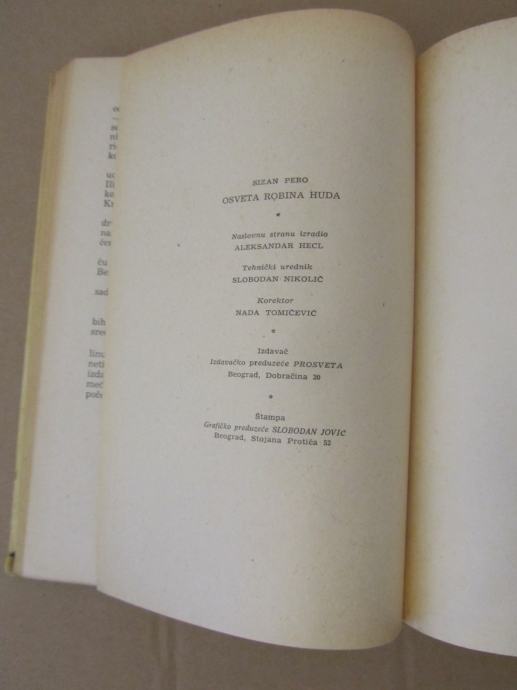 SIZAN PERO
OSVETA ROBINA HUDA
*
Naslovnu stranu izradio
ALEKSANDAR HECL
Tehnički urednik
SLOBODAN NIKOLIĆ
Korektor
NADA TOMIČEVIĆ
*
Izdavač
Izdavačko preduzeće PROSVETA
Beograd, Dobračina 30
*
Štampa
Grafičko preduzeće SLOBODAN JOVIĆ
Beograd, Stojana Protića 52